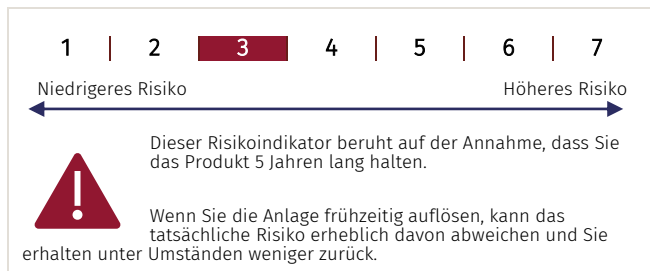 1 | 2 | 3 | 4 | 5 | 6 | 7
Niedrigeres Risiko Höheres Risiko
Dieser Risikoindikator beruht auf der Annahme, dass Sie
das Produkt 5 Jahren lang halten.
Wenn Sie die Anlage frühzeitig auflösen, kann das
tatsächliche Risiko erheblich davon abweichen und Sie
erhalten unter Umständen weniger zurück.